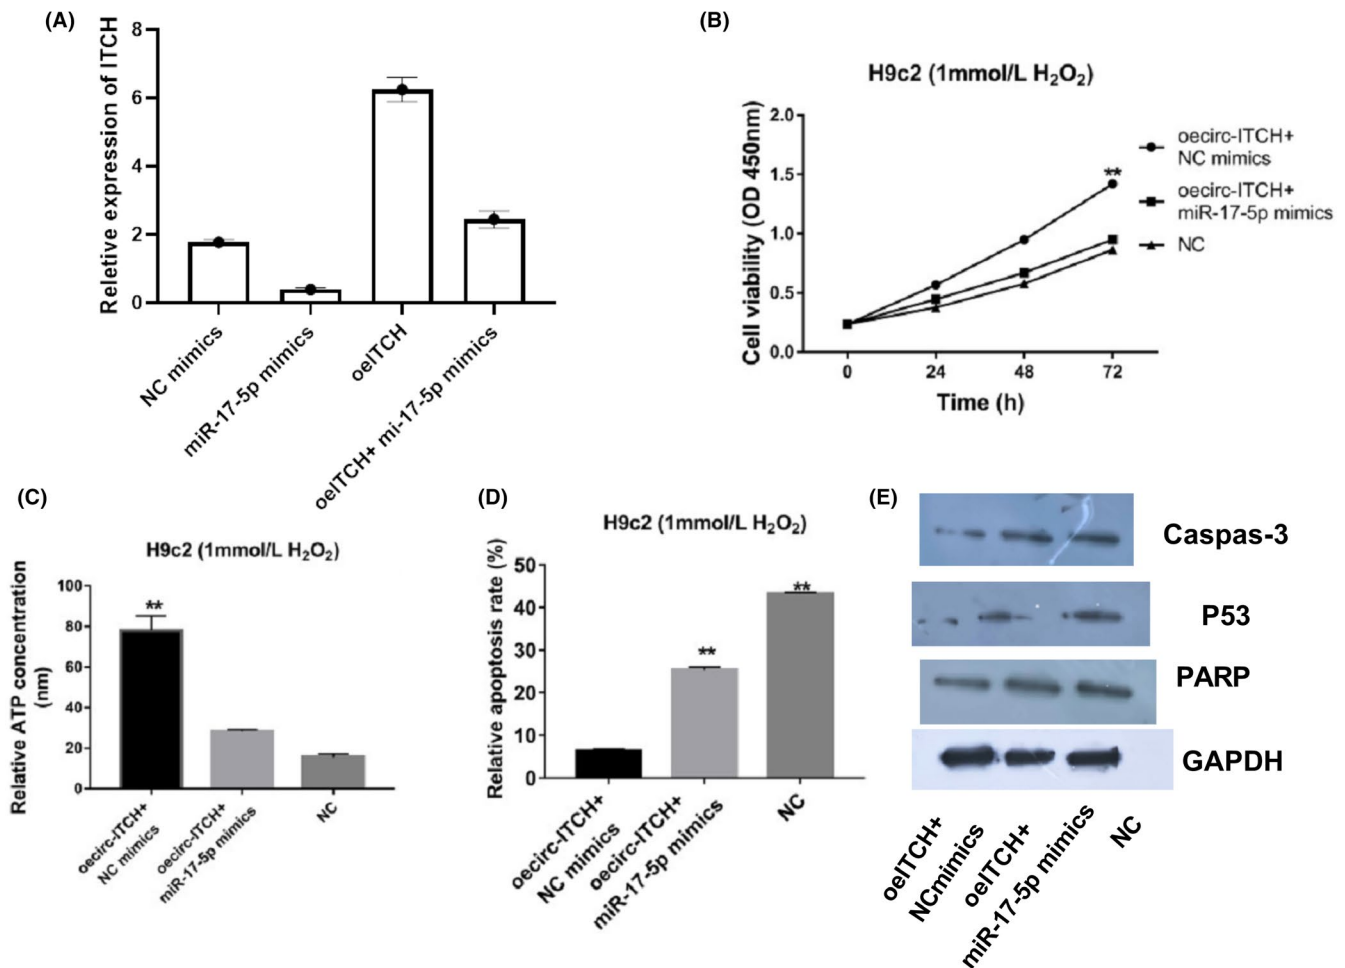 (A)
Reletive expression of ITCH
8
6
4
2
0
NC mimics
miR-17-5p mimics
oeITCH
oeITCH+ mi-17-5p mimics
(B)
H9c2 (1mmol/L H₂O₂)
Cell viability (OD 450nm)
2.0
1.5
1.0
0.5
0.0
**
0
24
48
72
Time (h)
oecirc-ITCH+
NC mimics
oecirc-ITCH+
miR-17-5p mimics
NC
(C)
H9c2 (1mmol/L H₂O₂)
Relative ATP concentration
(nm)
100
80
60
40
20
0
**
oecirc-ITCH+
NC mimics
oecirc-ITCH+
miR-17-5p mimics
NC
(D)
H9c2 (1mmol/L H₂O₂)
Relative apoptosis rate (%)
50
40
30
20
10
0
**
**
oecirc-ITCH+
NC mimics
oecirc-ITCH+
miR-17-5p mimics
NC
(E)
Caspas-3
P53
PARP
GAPDH
oeITCH+
NCmimics
oeITCH+
miR-17-5p mimics
NC